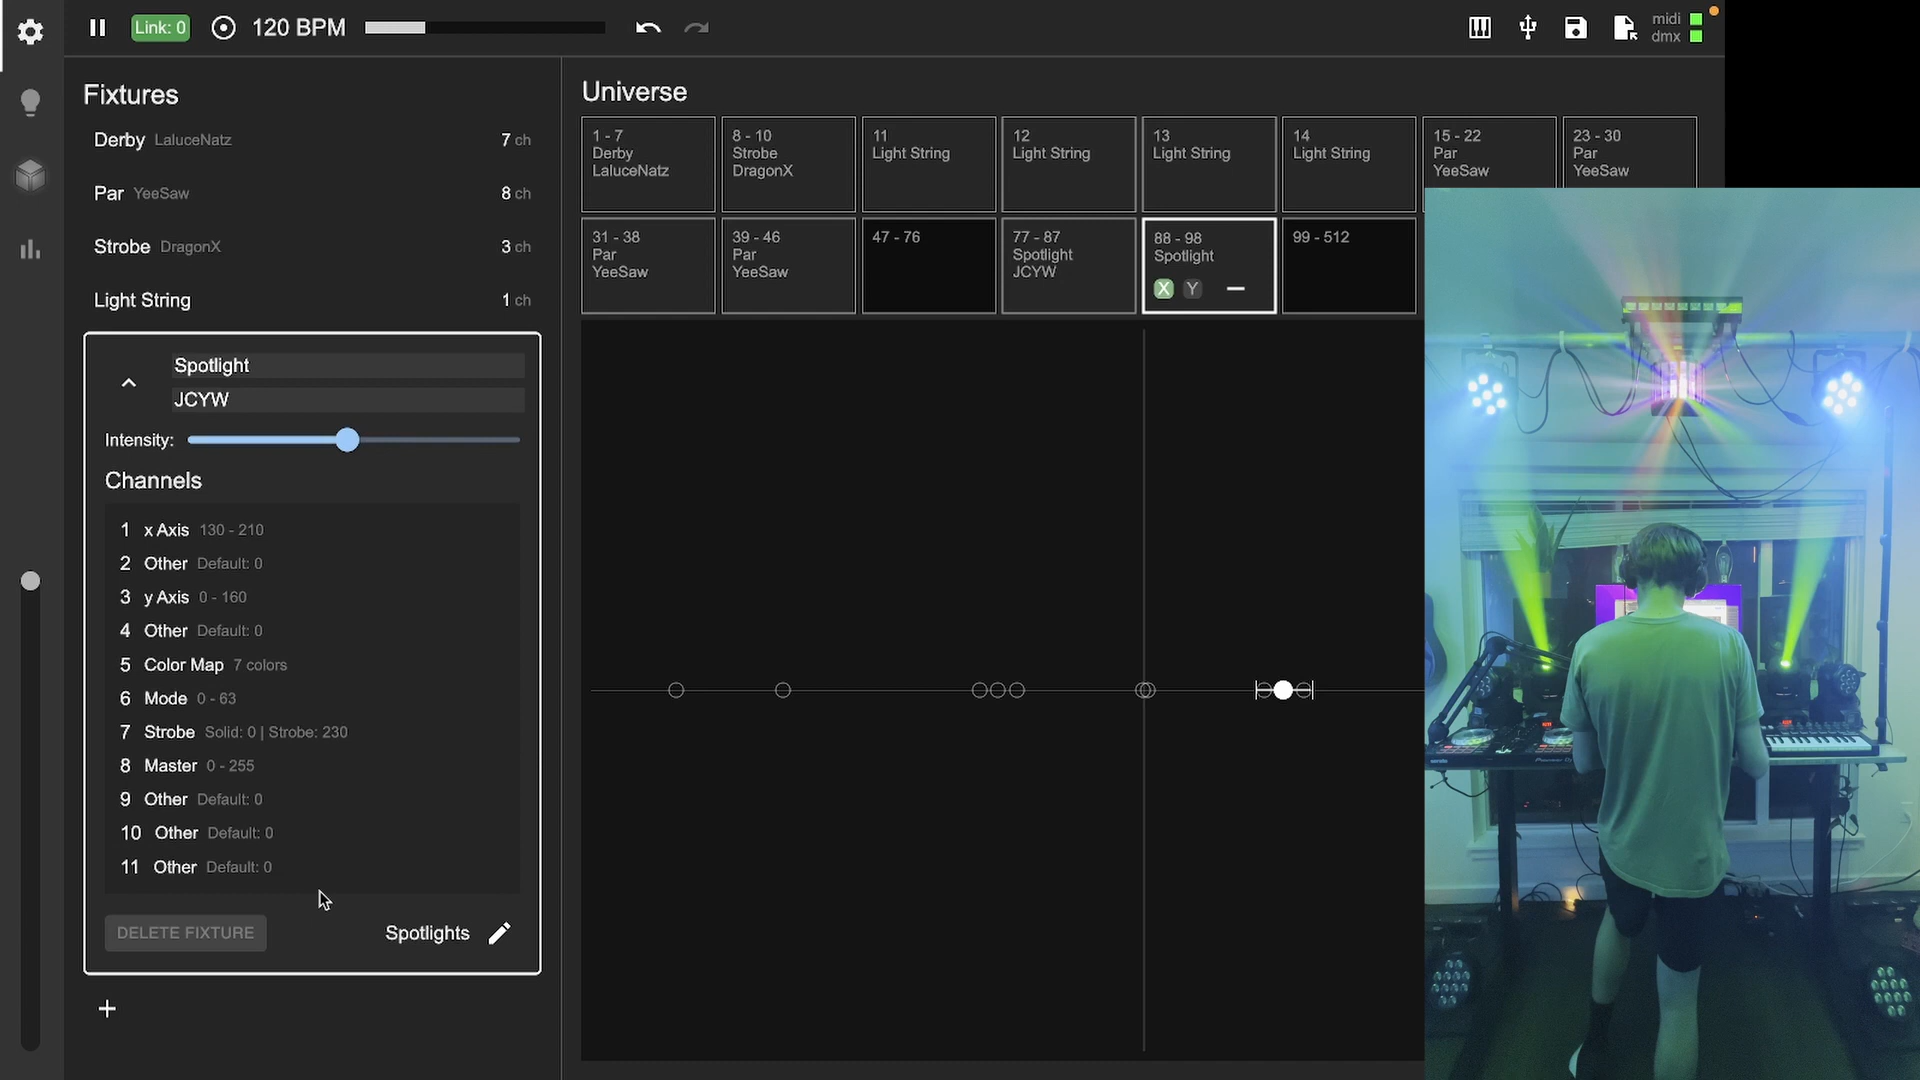 Link: 0
120 BPM
midi
dmx
Fixtures
Derby LaluceNatz 7 ch
Par YeeSaw 8 ch
Strobe DragonX 3 ch
Light String 1 ch
Spotlight
JCYW
Intensity:
Channels
1 x Axis 130 - 210
2 Other Default: 0
3 y Axis 0 - 160
4 Other Default: 0
5 Color Map 7 colors
6 Mode 0 - 63
7 Strobe Solid: 0 | Strobe: 230
8 Master 0 - 255
9 Other Default: 0
10 Other Default: 0
11 Other Default: 0
DELETE FIXTURE
Spotlights
Universe
1 - 7
Derby
LaluceNatz
8 - 10
Strobe
DragonX
11
Light String
12
Light String
13
Light String
14
Light String
15 - 22
Par
YeeSaw
23 - 30
Par
YeeSaw
31 - 38
Par
YeeSaw
39 - 46
Par
YeeSaw
47 - 76
77 - 87
Spotlight
JCYW
88 - 98
Spotlight
X Y
99 - 512